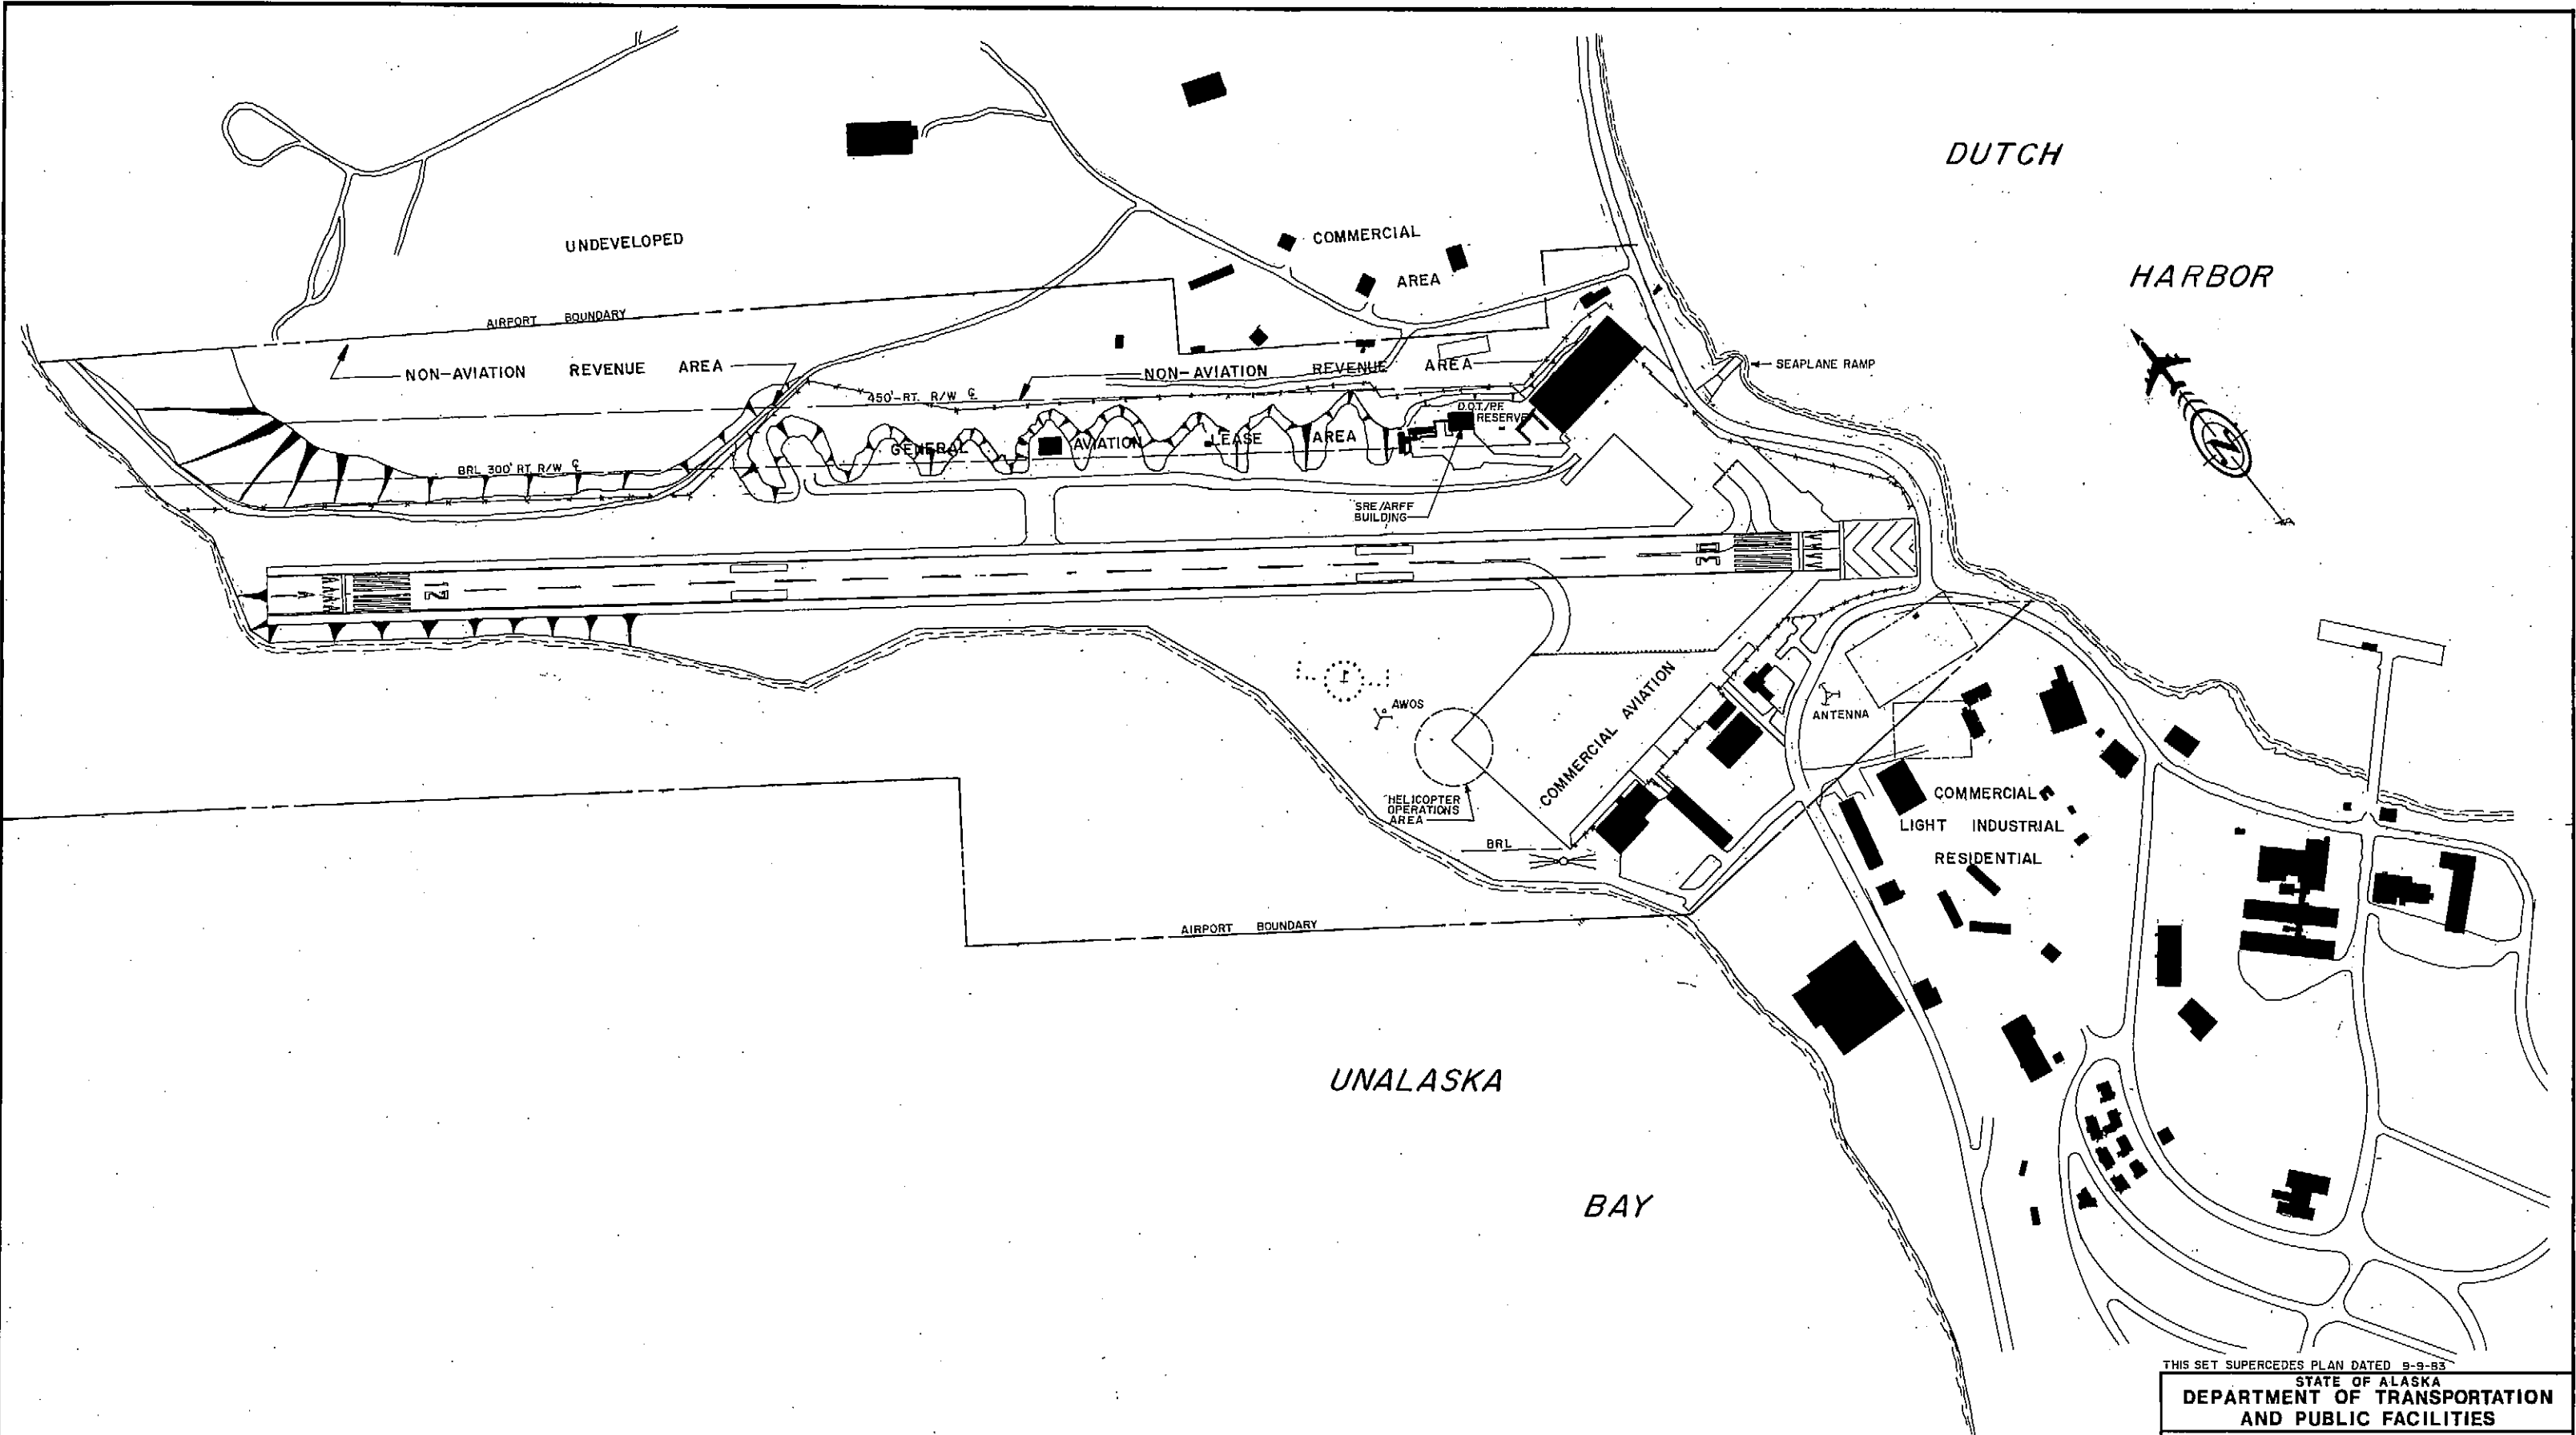 DUTCH
HARBOR
UNDEVELOPED
COMMERCIAL
AREA
AIRPORT BOUNDARY
SEAPLANE RAMP
NON-AVIATION REVENUE AREA
NON-AVIATION REVENUE AREA
450' RT. R/W ℄
D.O.T./P.F.
RESERVE
GENERAL AVIATION LEASE AREA
BRL 300' RT R/W ℄
SRE/ARFF
BUILDING
N
12
30
AWOS
COMMERCIAL AVIATION
ANTENNA
HELICOPTER
OPERATIONS
AREA
BRL
COMMERCIAL
LIGHT INDUSTRIAL
RESIDENTIAL
AIRPORT BOUNDARY
UNALASKA
BAY
THIS SET SUPERCEDES PLAN DATED 9-9-83
STATE OF ALASKA
DEPARTMENT OF TRANSPORTATION
AND PUBLIC FACILITIES